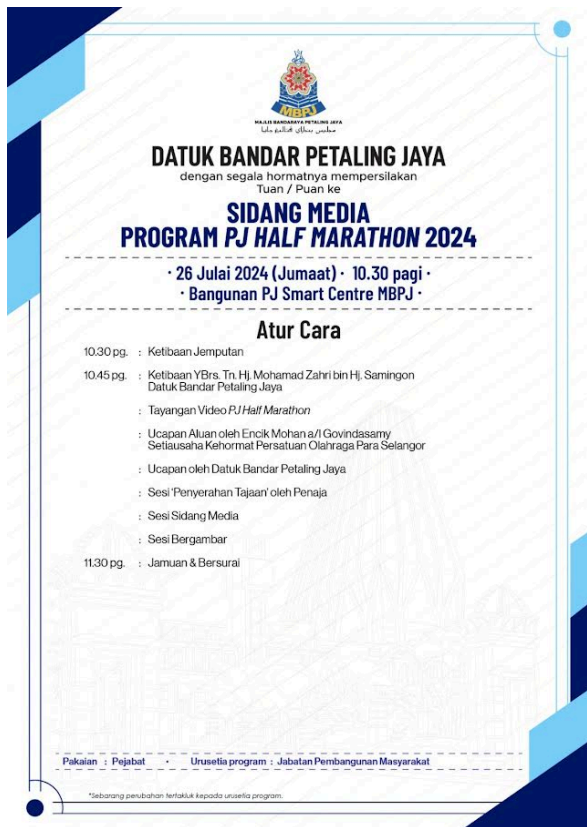 MBPJ
MAJLIS BANDARAYA PETALING JAYA
مجليس بندارای ڤتاليڠ جايا
DATUK BANDAR PETALING JAYA
dengan segala hormatnya mempersilakan
Tuan / Puan ke
SIDANG MEDIA
PROGRAM PJ HALF MARATHON 2024
· 26 Julai 2024 (Jumaat) · 10.30 pagi ·
· Bangunan PJ Smart Centre MBPJ ·
Atur Cara
10.30 pg. : Ketibaan Jemputan
10.45 pg. : Ketibaan YBrs. Tn. Hj. Mohamad Zahri bin Hj. Samingon
Datuk Bandar Petaling Jaya
: Tayangan Video PJ Half Marathon
: Ucapan Aluan oleh Encik Mohan a/l Govindasamy
Setiausaha Kehormat Persatuan Olahraga Para Selangor
: Ucapan oleh Datuk Bandar Petaling Jaya
: Sesi ‘Penyerahan Tajaan’ oleh Penaja
: Sesi Sidang Media
: Sesi Bergambar
11.30 pg. : Jamuan & Bersurai
Pakaian : Pejabat · Urusetia program : Jabatan Pembangunan Masyarakat
*Sebarang perubahan tertakluk kepada urusetia program.